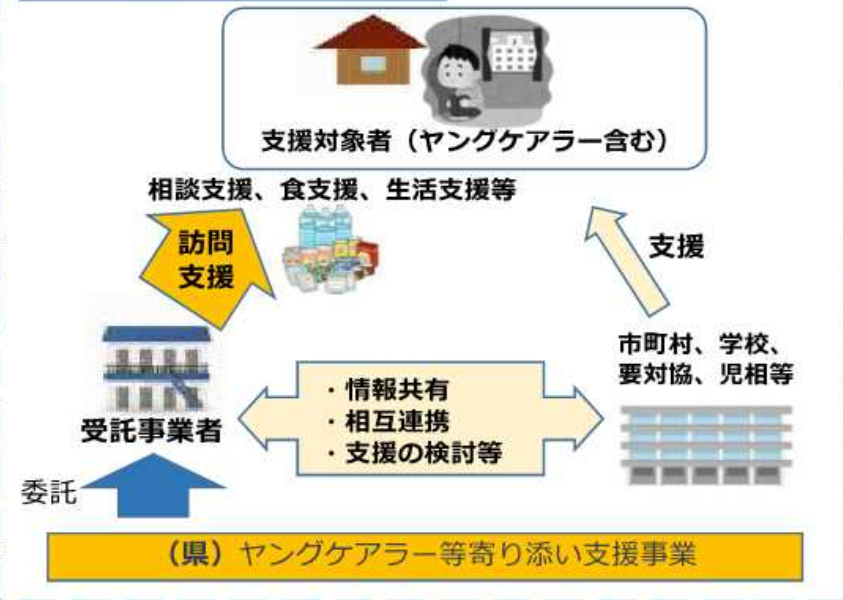 支援対象者（ヤングケアラー含む）
相談支援、食支援、生活支援等
訪問
支援
支援
市町村、学校、
要対協、児相等
・情報共有
・相互連携
・支援の検討等
受託事業者
委託
（県）ヤングケアラー等寄り添い支援事業